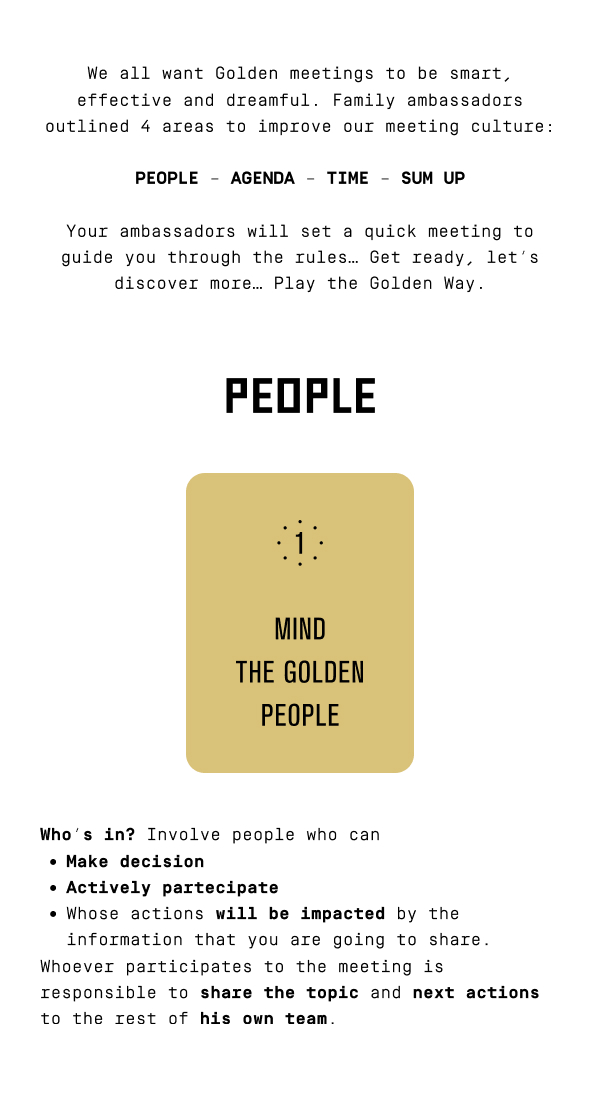 We all want Golden meetings to be smart,
effective and dreamful. Family ambassadors
outlined 4 areas to improve our meeting culture:
PEOPLE - AGENDA - TIME - SUM UP
Your ambassadors will set a quick meeting to
guide you through the rules… Get ready, let's
discover more… Play the Golden Way.
PEOPLE
1
MIND
THE GOLDEN
PEOPLE
Who's in? Involve people who can
• Make decision
• Actively partecipate
• Whose actions will be impacted by the
information that you are going to share.
Whoever participates to the meeting is
responsible to share the topic and next actions
to the rest of his own team.